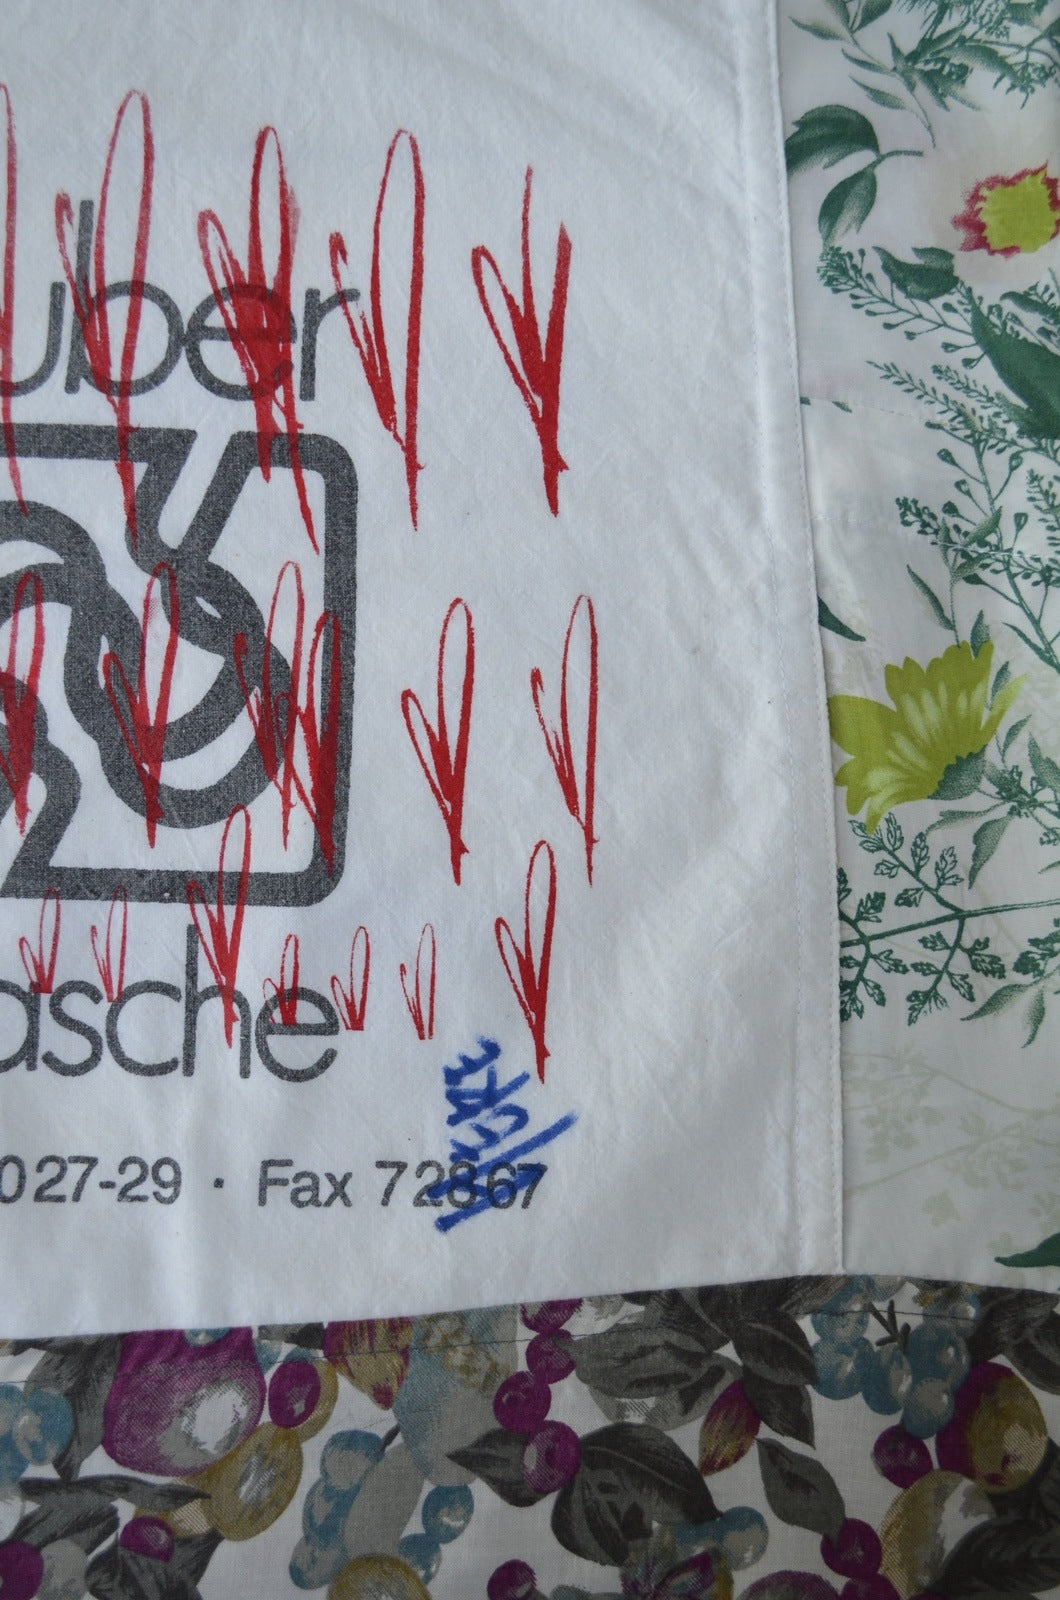 uber
asche
027-29 · Fax 72867